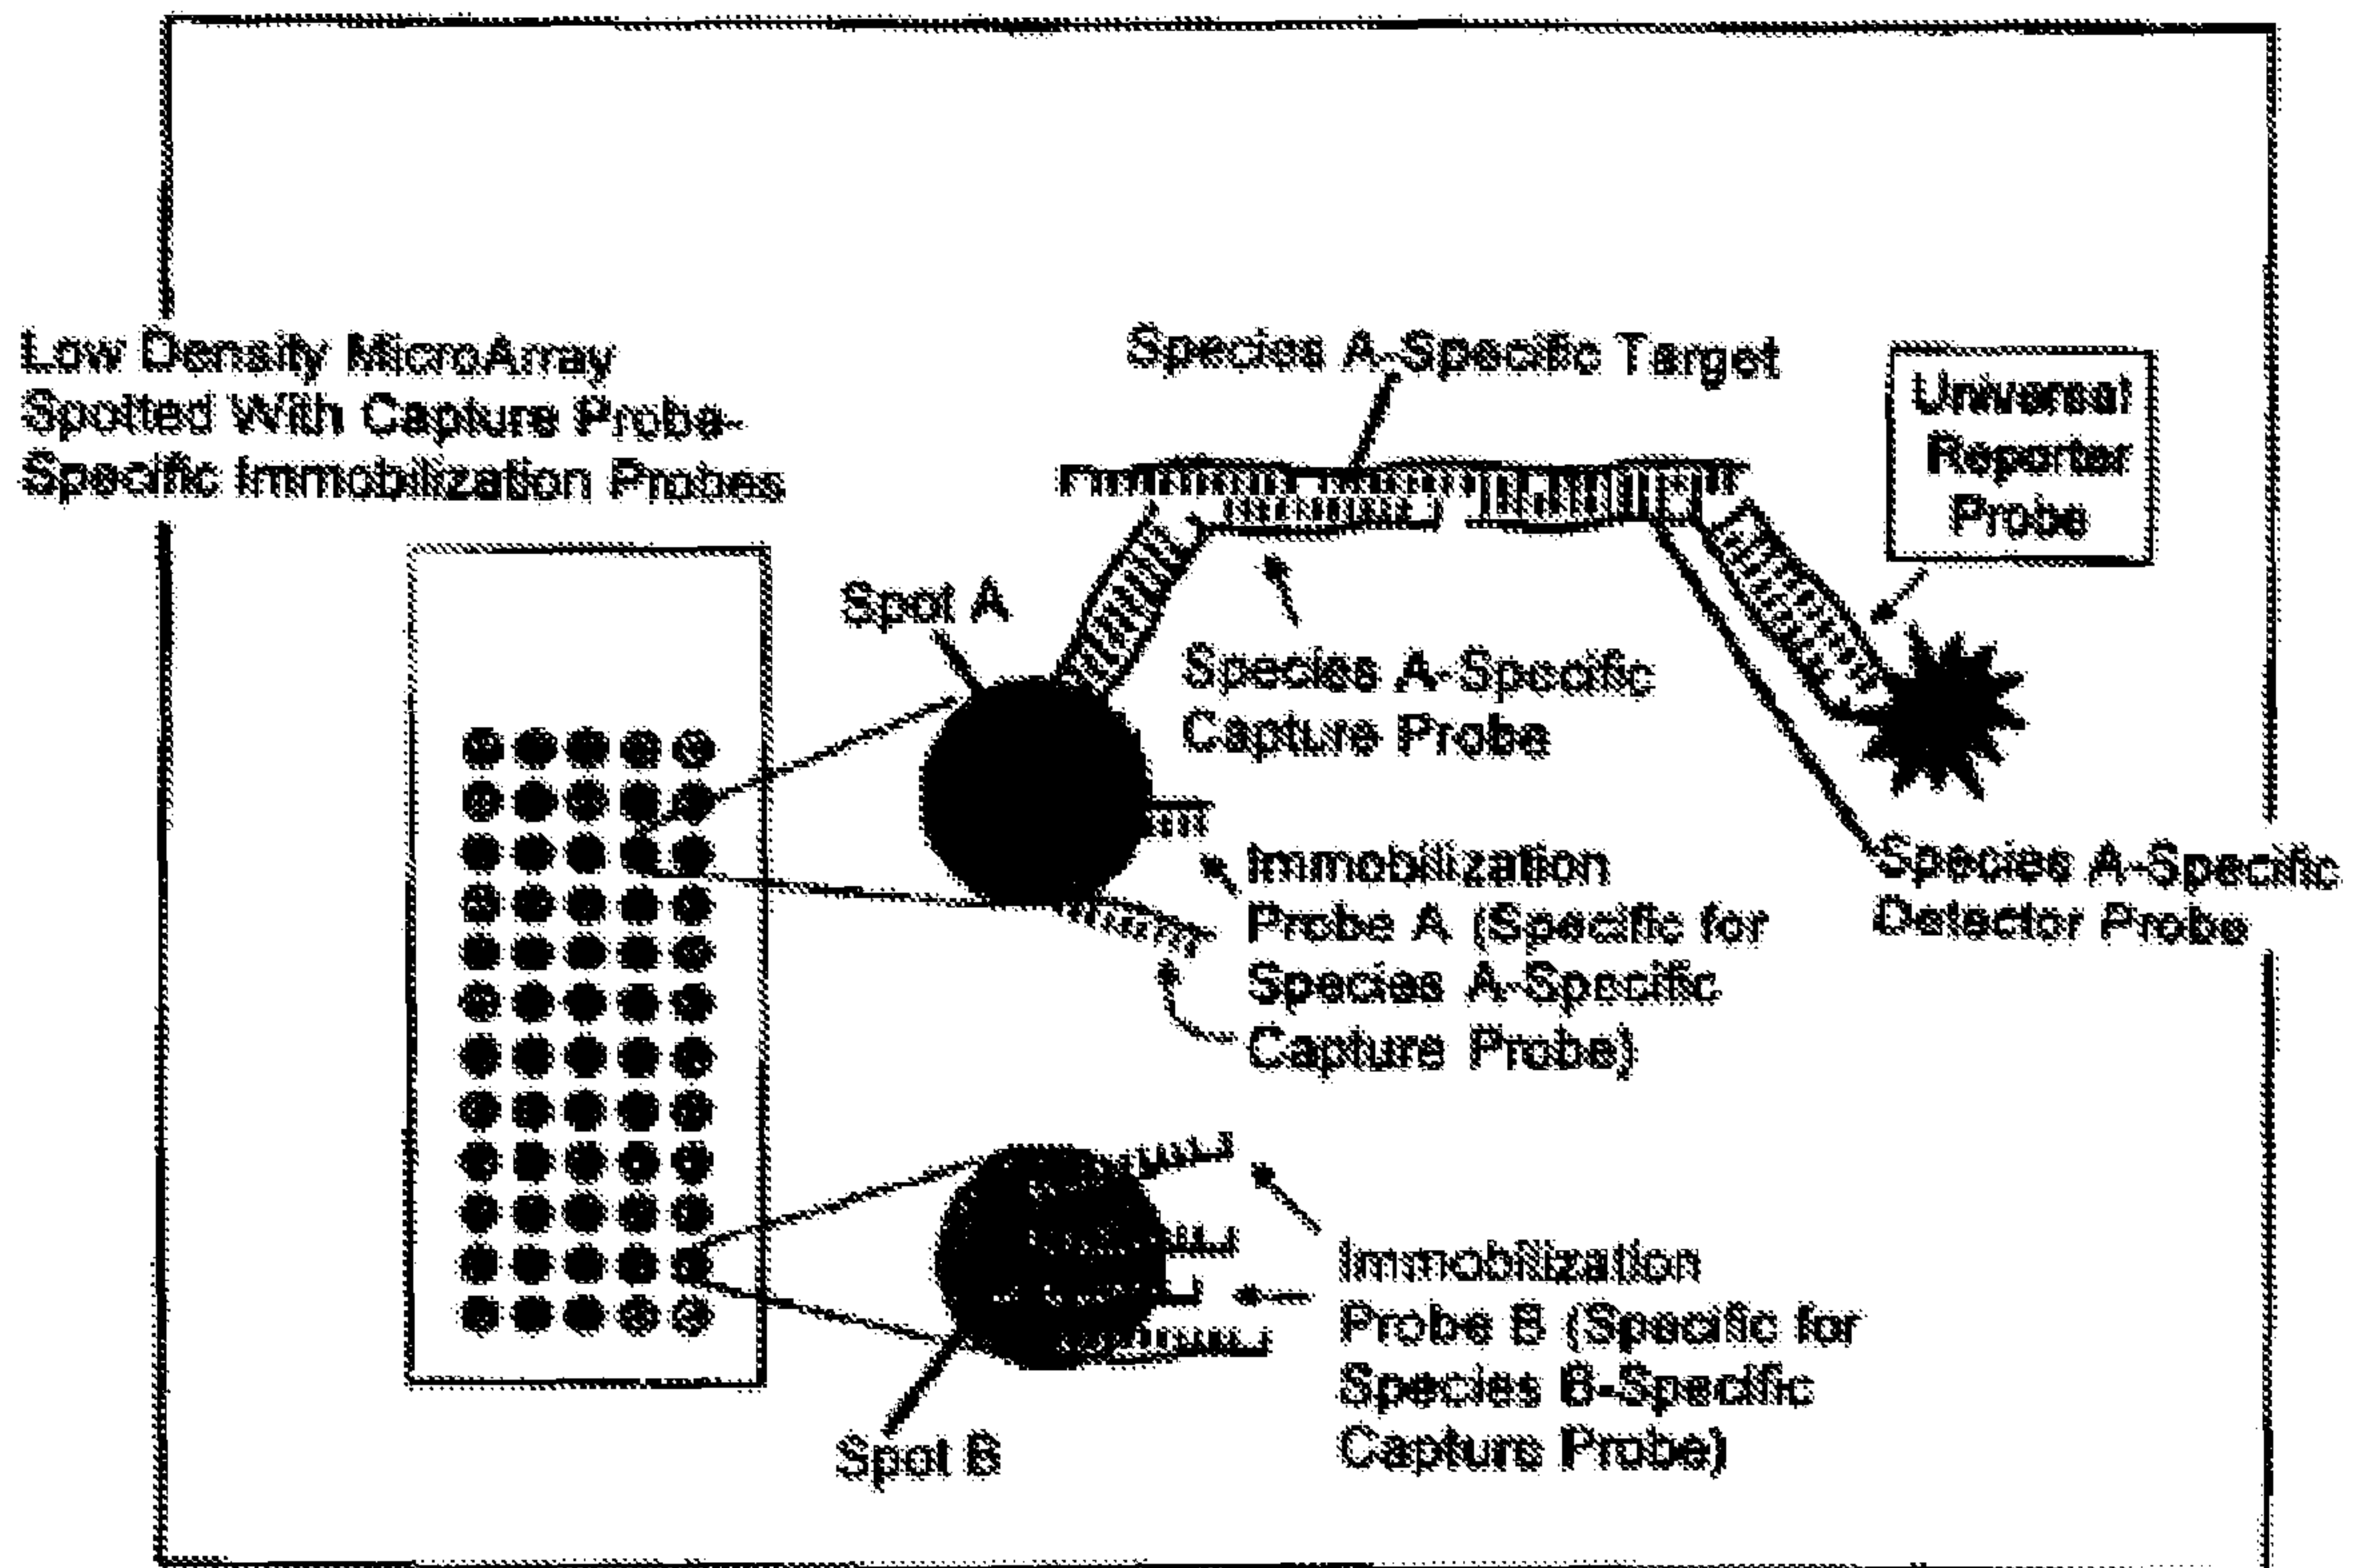 Low Density MicroArray
Spotted With Capture Probe-
Specific Immobilization Probes
Species A-Specific Target
Universal
Reporter
Probe
Spot A
Species A-Specific
Capture Probe
Immobilization
Probe A (Specific for
Species A-Specific
Capture Probe)
Species A-Specific
Detector Probe
Immobilization
Probe B (Specific for
Species B-Specific
Capture Probe)
Spot B